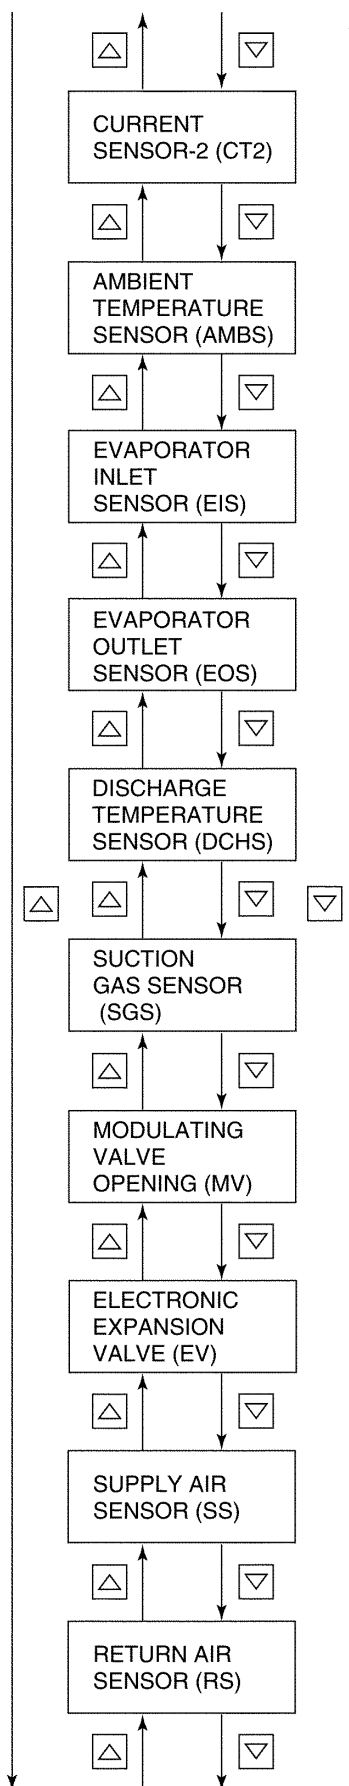 CURRENT
SENSOR-2 (CT2)
AMBIENT
TEMPERATURE
SENSOR (AMBS)
EVAPORATOR
INLET
SENSOR (EIS)
EVAPORATOR
OUTLET
SENSOR (EOS)
DISCHARGE
TEMPERATURE
SENSOR (DCHS)
SUCTION
GAS SENSOR
(SGS)
MODULATING
VALVE
OPENING (MV)
ELECTRONIC
EXPANSION
VALVE (EV)
SUPPLY AIR
SENSOR (SS)
RETURN AIR
SENSOR (RS)